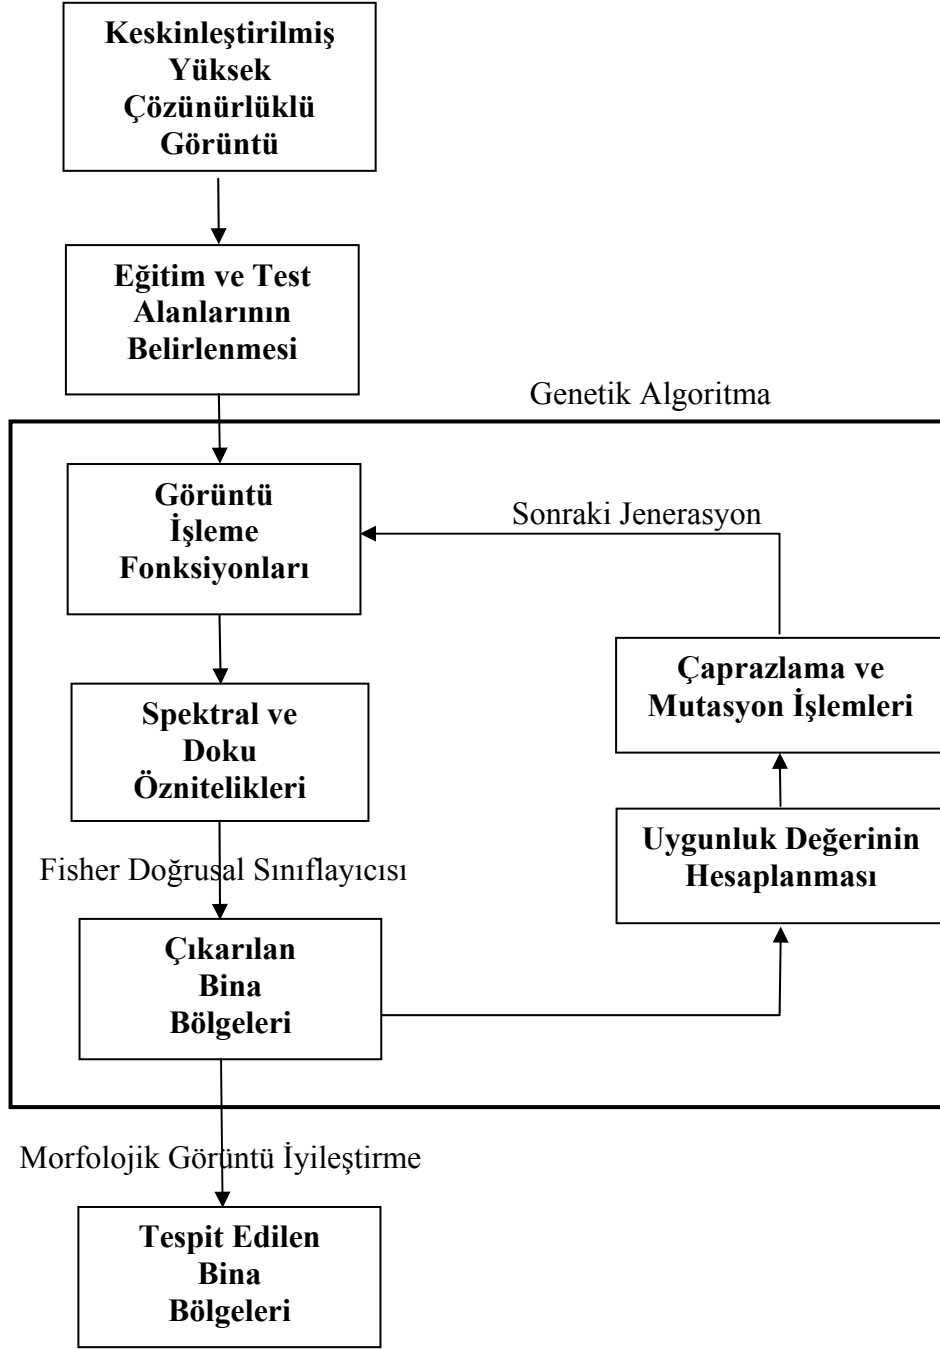 Keskinleştirilmiş
Yüksek
Çözünürlüklü
Görüntü
Eğitim ve Test
Alanlarının
Belirlenmesi
Genetik Algoritma
Görüntü
İşleme
Fonksiyonları
Sonraki Jenerasyon
Spektral ve
Doku
Öznitelikleri
Çaprazlama ve
Mutasyon İşlemleri
Uygunluk Değerinin
Hesaplanması
Fisher Doğrusal Sınıflayıcısı
Çıkarılan
Bina
Bölgeleri
Morfolojik Görüntü İyileştirme
Tespit Edilen
Bina
Bölgeleri